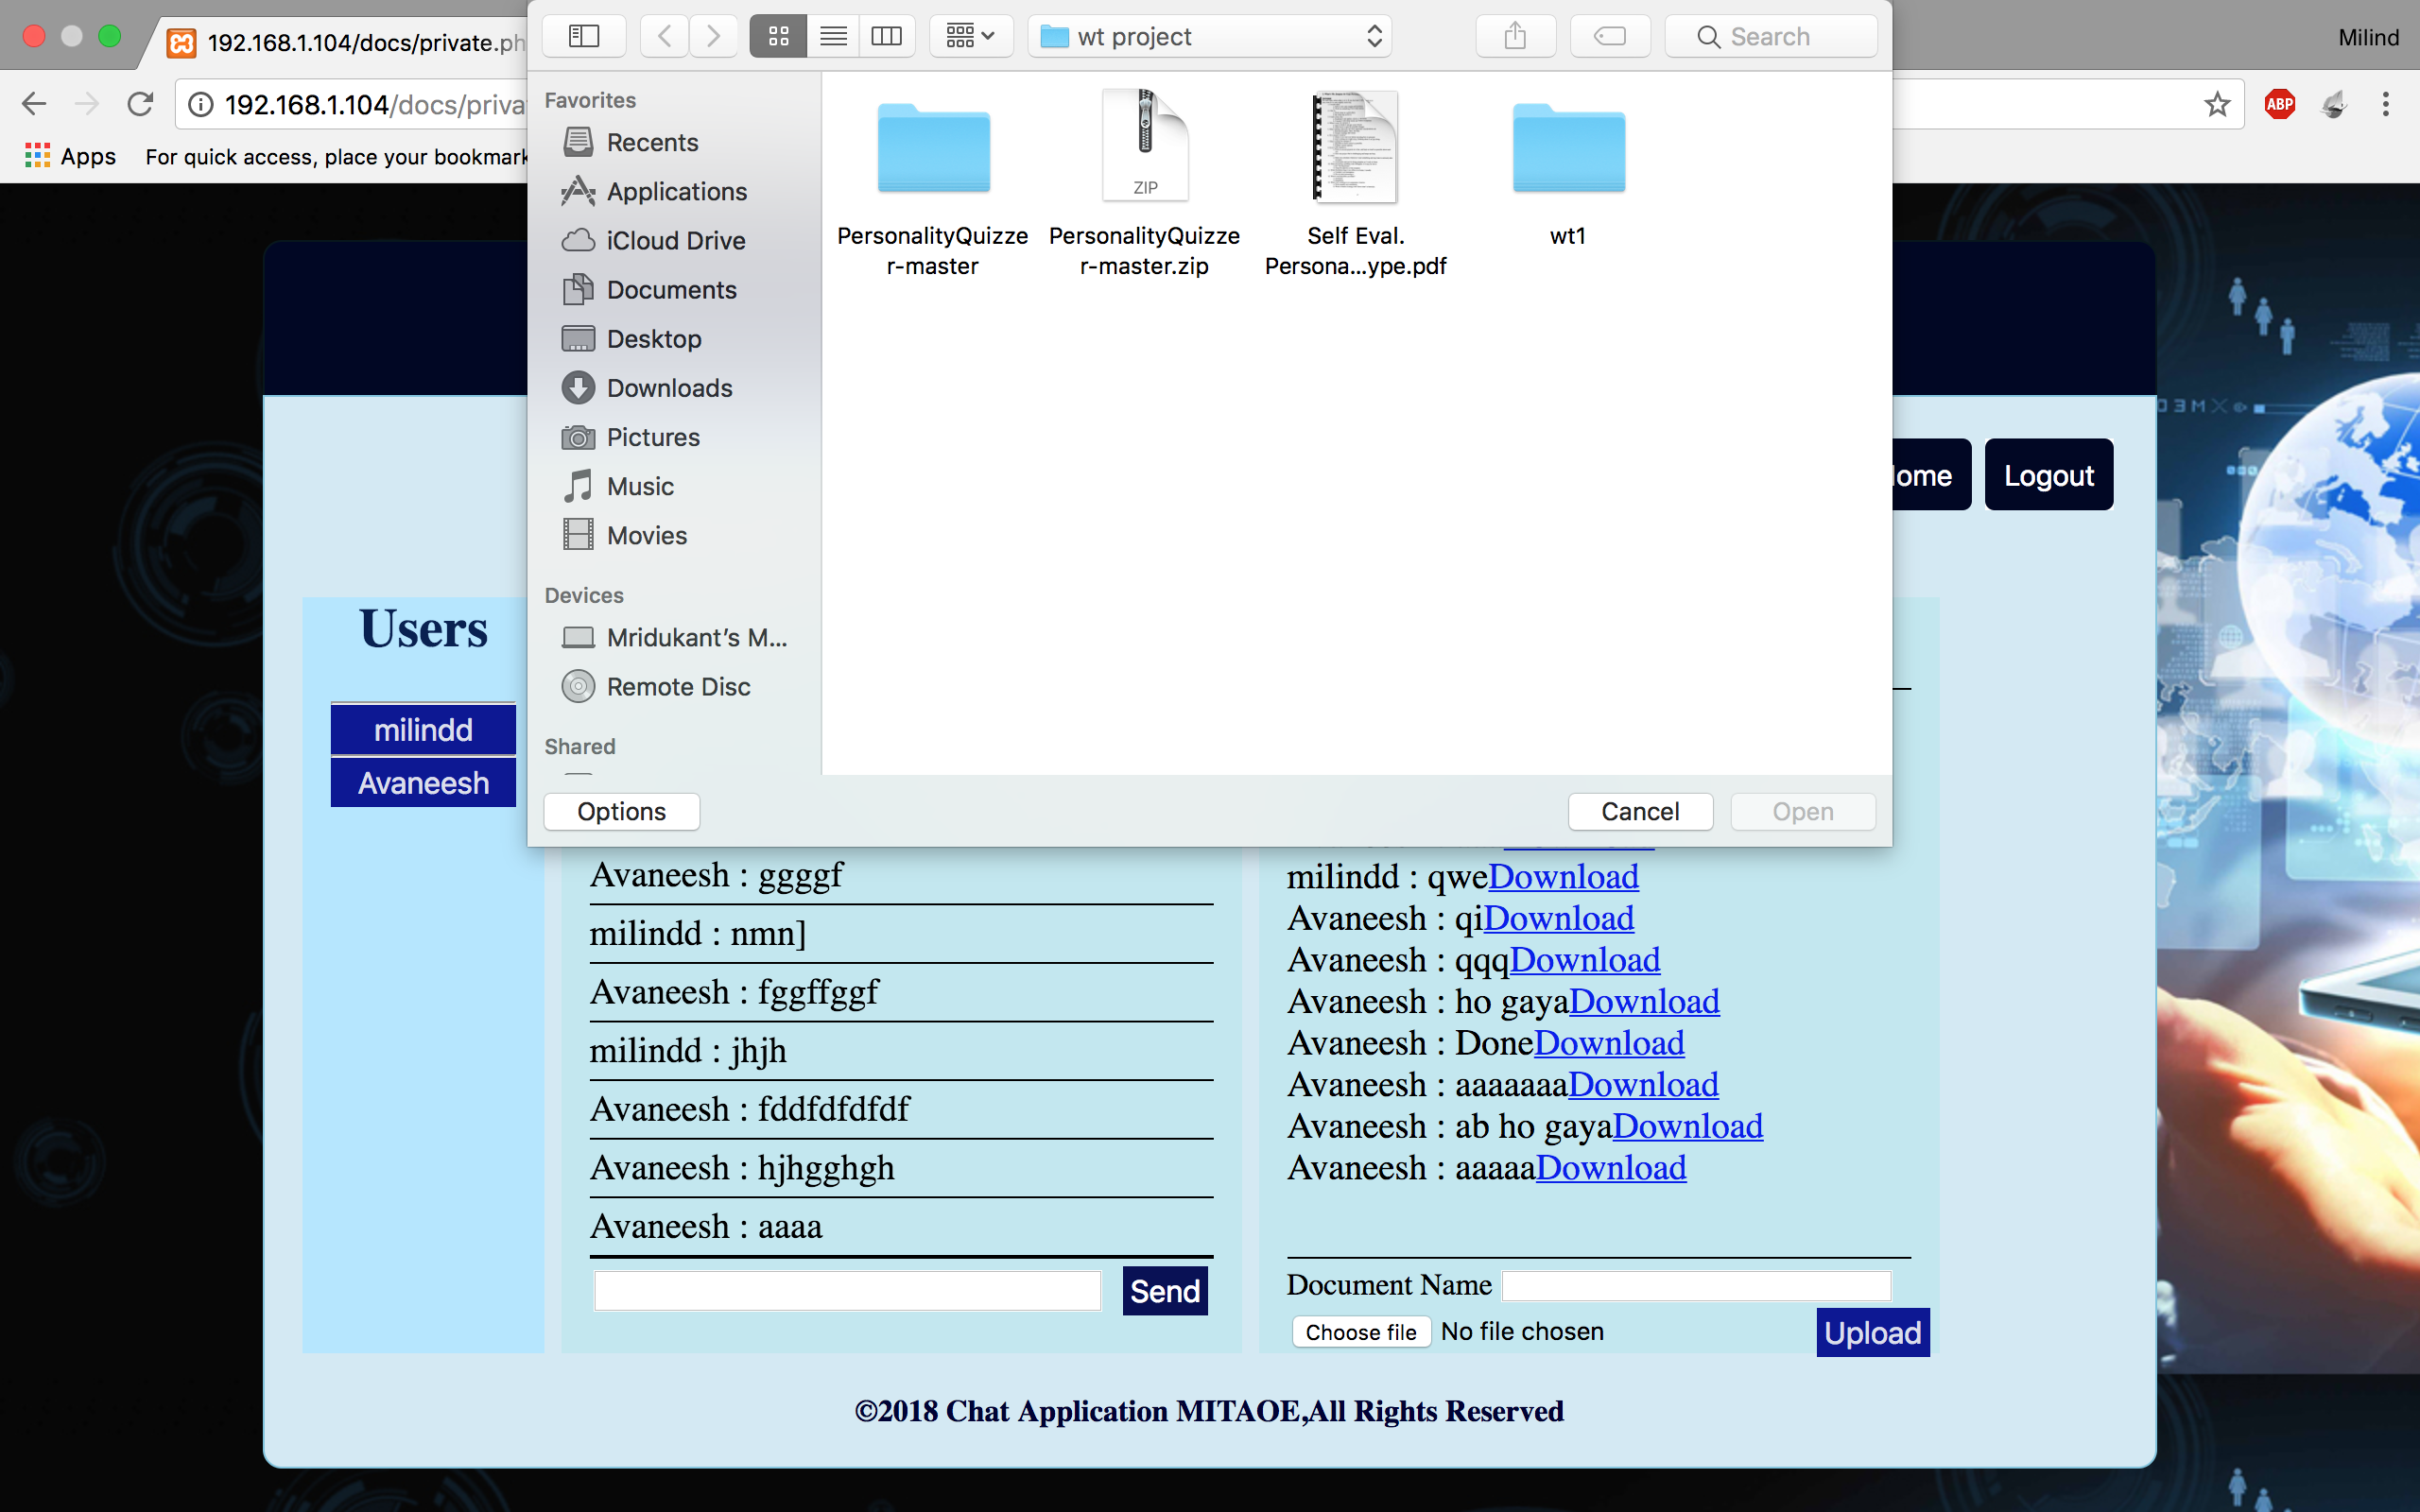 192.168.1.104/docs/private.ph
wt project
Search
Milind
192.168.1.104/docs/priva
ABP
Apps
For quick access, place your bookmark
Favorites
Recents
Applications
iCloud Drive
Documents
Desktop
Downloads
Pictures
Music
Movies
Devices
Mridukant's M...
Remote Disc
Shared
ZIP
PersonalityQuizze
r-master
PersonalityQuizze
r-master.zip
Self Eval.
Persona...ype.pdf
wt1
Options
Cancel
Open
ome
Logout
Users
milindd
Avaneesh
Avaneesh : ggggf
milindd : nmn]
Avaneesh : fggffggf
milindd : jhjh
Avaneesh : fddfdfdfdf
Avaneesh : hjhgghgh
Avaneesh : aaaa
Send
milindd : qweDownload
Avaneesh : qiDownload
Avaneesh : qqqDownload
Avaneesh : ho gayaDownload
Avaneesh : DoneDownload
Avaneesh : aaaaaaaDownload
Avaneesh : ab ho gayaDownload
Avaneesh : aaaaaDownload
Document Name
Choose file No file chosen
Upload
©2018 Chat Application MITAOE,All Rights Reserved